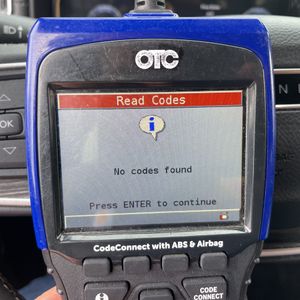 OTC
Read Codes
No codes found
Press ENTER to continue
CodeConnect with ABS & Airbag
OK
CODE
CONNECT